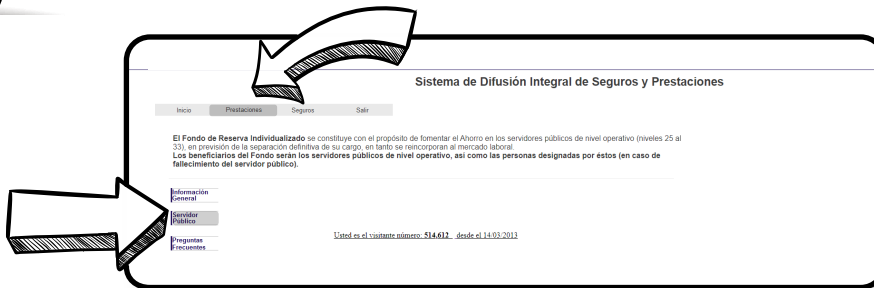 Sistema de Difusión Integral de Seguros y Prestaciones
Inicio Prestaciones Seguros Salir
El Fondo de Reserva Individualizado se constituye con el propósito de fomentar el Ahorro en los servidores públicos de nivel operativo (niveles 25 al
33), en previsión de la separación definitiva de su cargo, en tanto se reincorporan al mercado laboral.
Los beneficiarios del Fondo serán los servidores públicos de nivel operativo, así como las personas designadas por éstos (en caso de
fallecimiento del servidor público).
Información
General
Servidor
Público
Preguntas
Frecuentes
Usted es el visitante número: 514,612 desde el 14/03/2013